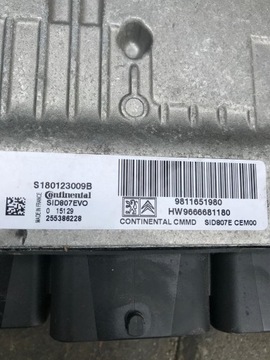 S180123009B
Continental
SID807EVO
0 15129
255386228
MADE IN FRANCE
9811651980
HW9666681180
CONTINENTAL CMMD SID807E CEM00